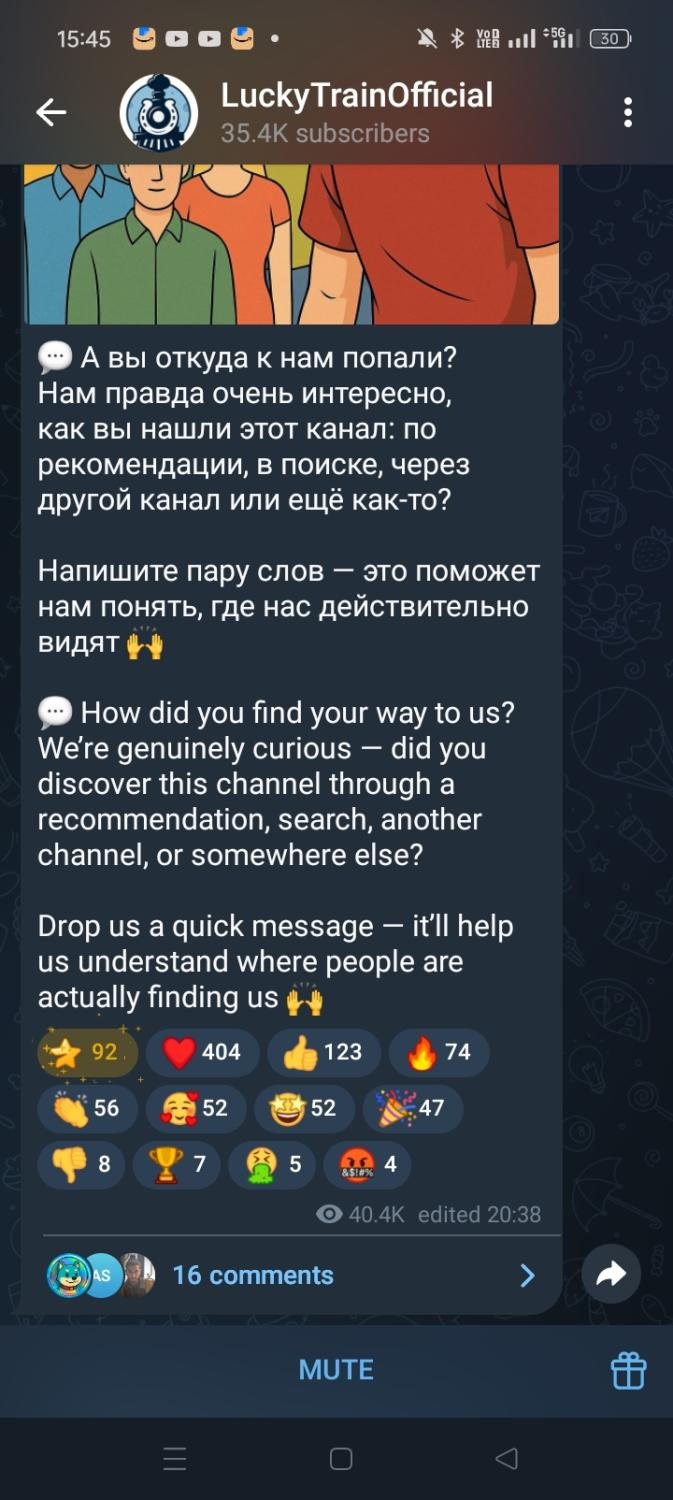 15:45
VoD LTE2 5G 30
LuckyTrainOfficial
35.4K subscribers
💬 А вы откуда к нам попали?
Нам правда очень интересно,
как вы нашли этот канал: по
рекомендации, в поиске, через
другой канал или ещё как-то?
Напишите пару слов — это поможет
нам понять, где нас действительно
видят 🙌
💬 How did you find your way to us?
We’re genuinely curious — did you
discover this channel through a
recommendation, search, another
channel, or somewhere else?
Drop us a quick message — it’ll help
us understand where people are
actually finding us 🙌
⭐ 92 ❤️ 404 👍 123 🔥 74
👏 56 🥰 52 🤩 52 🎉 47
👎 8 🏆 7 🤮 5 🤬 4
40.4K edited 20:38
AS 16 comments
MUTE